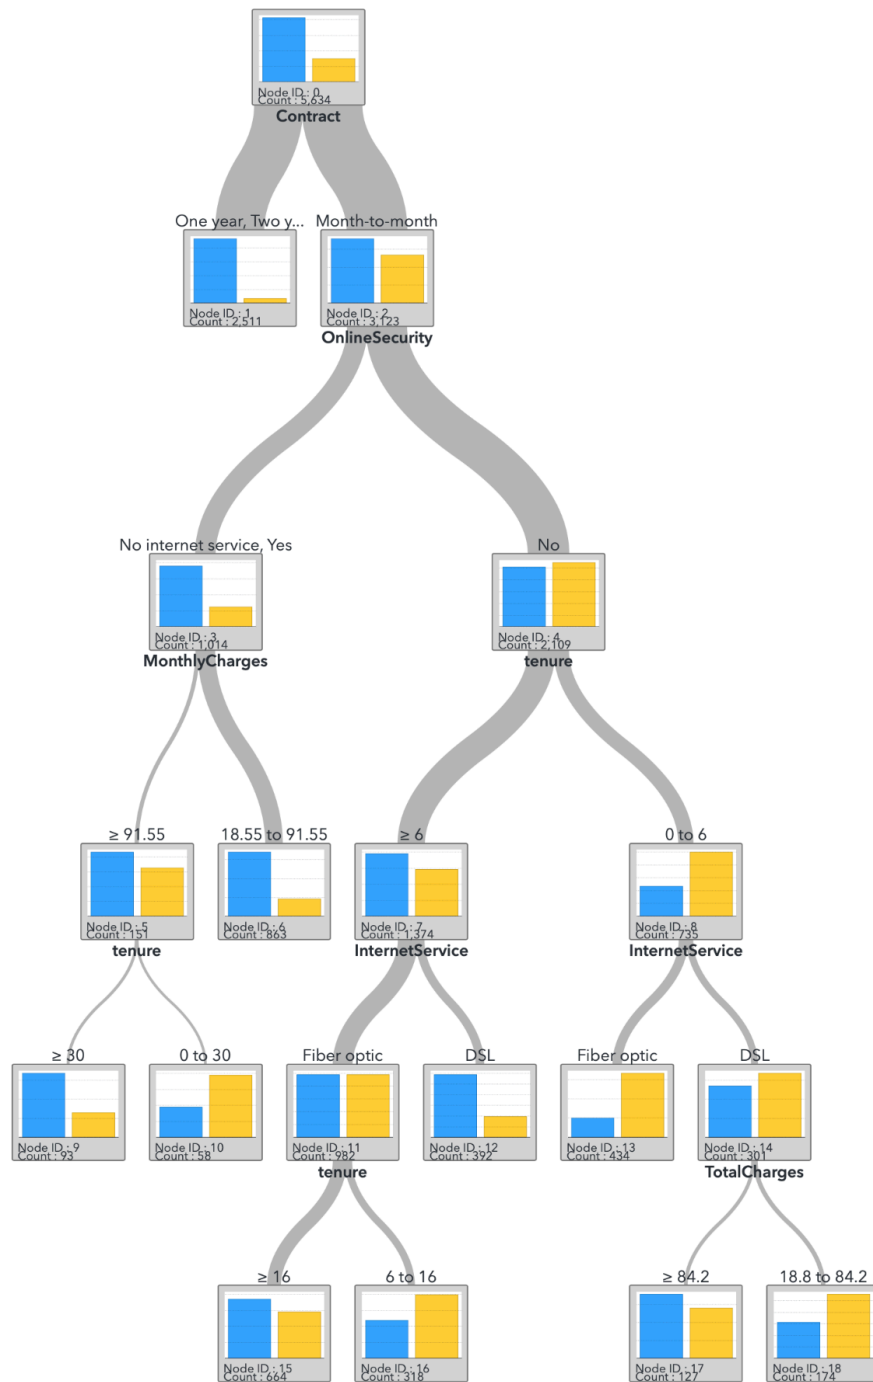 Node ID : 0
Count : 5,634
Contract
One year, Two y...
Month-to-month
Node ID : 1
Count : 2,511
Node ID : 2
Count : 3,123
OnlineSecurity
No internet service, Yes
No
Node ID : 3
Count : 1,014
MonthlyCharges
Node ID : 4
Count : 2,109
tenure
≥ 91.55
18.55 to 91.55
≥ 6
0 to 6
Node ID : 5
Count : 151
tenure
Node ID : 6
Count : 863
Node ID : 7
Count : 1,374
InternetService
Node ID : 8
Count : 735
InternetService
≥ 30
0 to 30
Fiber optic
DSL
Fiber optic
DSL
Node ID : 9
Count : 93
Node ID : 10
Count : 58
Node ID : 11
Count : 982
tenure
Node ID : 12
Count : 392
Node ID : 13
Count : 434
Node ID : 14
Count : 301
TotalCharges
≥ 16
6 to 16
≥ 84.2
18.8 to 84.2
Node ID : 15
Count : 664
Node ID : 16
Count : 318
Node ID : 17
Count : 127
Node ID : 18
Count : 174